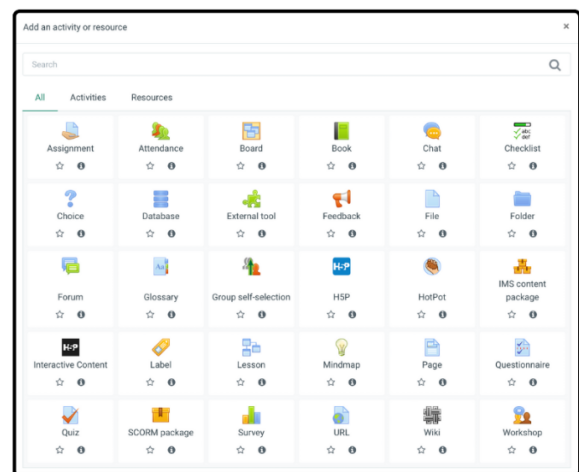 Add an activity or resource ×
Search
All Activities Resources
Assignment Attendance Board Book Chat Checklist
Choice Database External tool Feedback File Folder
Forum Glossary Group self-selection H5P HotPot IMS content
package
Interactive Content Label Lesson Mindmap Page Questionnaire
Quiz SCORM package Survey URL Wiki Workshop